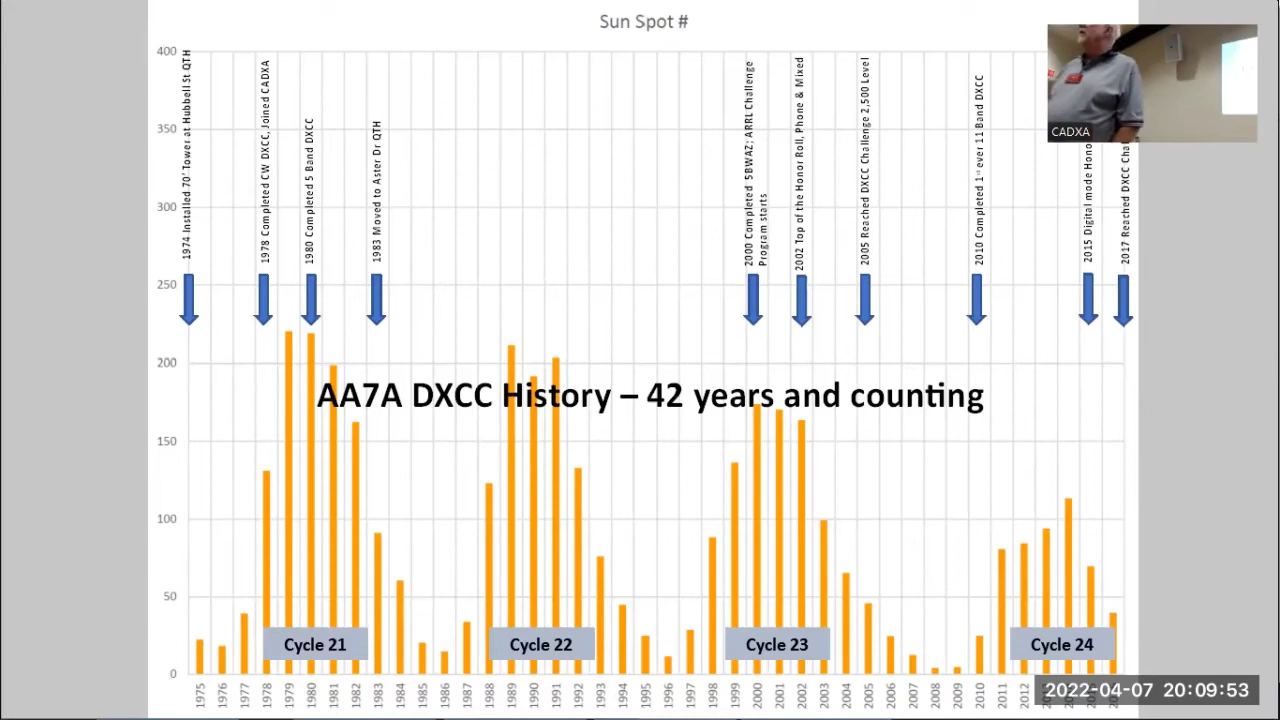 Sun Spot #
400
350
300
250
200
150
100
50
0
1974 Installed 70' Tower at Hubbell St QTH
1978 Completed CW DXCC, Joined CADXA
1980 Completed 5 Band DXCC
1983 Moved to Aster Dr QTH
2000 Completed 5BWAZ; ARRL Challenge
Program starts
2002 Top of the Honor Roll, Phone & Mixed
2005 Reached DXCC Challenge 2,500 Level
2010 Completed 1st ever 11 Band DXCC
2015 Digital mode
2017 Reached DXCC
CADXA
AA7A DXCC History – 42 years and counting
Cycle 21
Cycle 22
Cycle 23
Cycle 24
1975
1976
1977
1978
1979
1980
1981
1982
1983
1984
1985
1986
1987
1988
1989
1990
1991
1992
1993
1994
1995
1996
1997
1998
1999
2000
2001
2002
2003
2004
2005
2006
2007
2008
2009
2010
2011
2012
2022-04-07 20:09:53